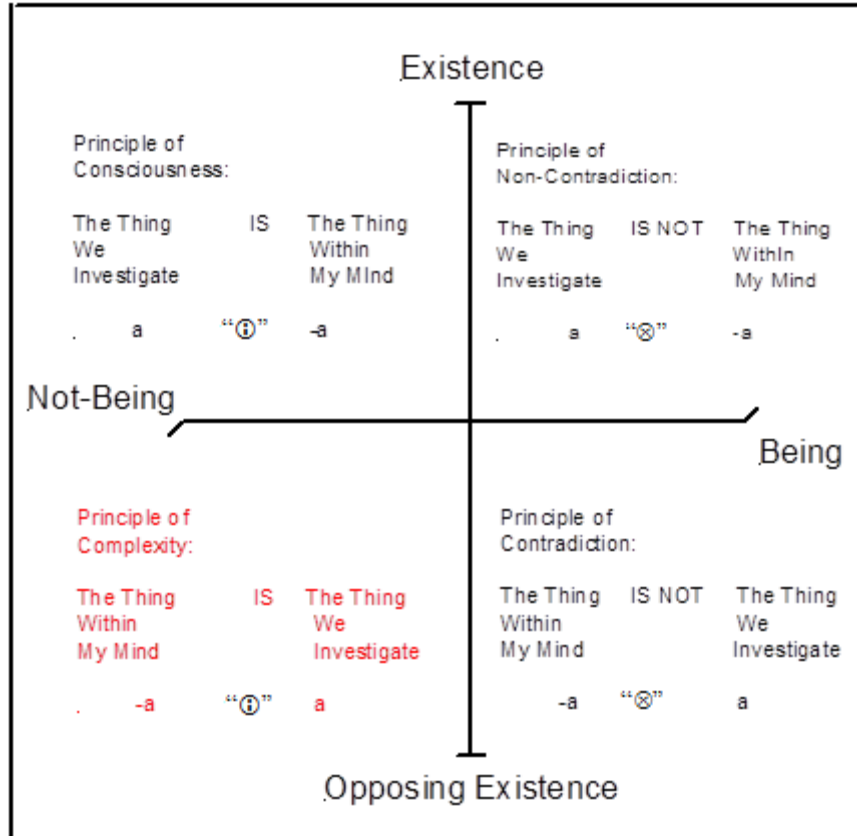 Existence
Principle of
Consciousness:
The Thing IS The Thing
We Within
Investigate My MInd
. a “ⓘ” -a
Principle of
Non-Contradiction:
The Thing IS NOT The Thing
We WithIn
Investigate My Mind
. a “⊗” -a
Not-Being
Being
Principle of
Complexity:
The Thing IS The Thing
Within We
My Mind Investigate
. -a “ⓘ” a
Principle of
Contradiction:
The Thing IS NOT The Thing
Within We
My Mind Investigate
-a “⊗” a
Opposing Existence